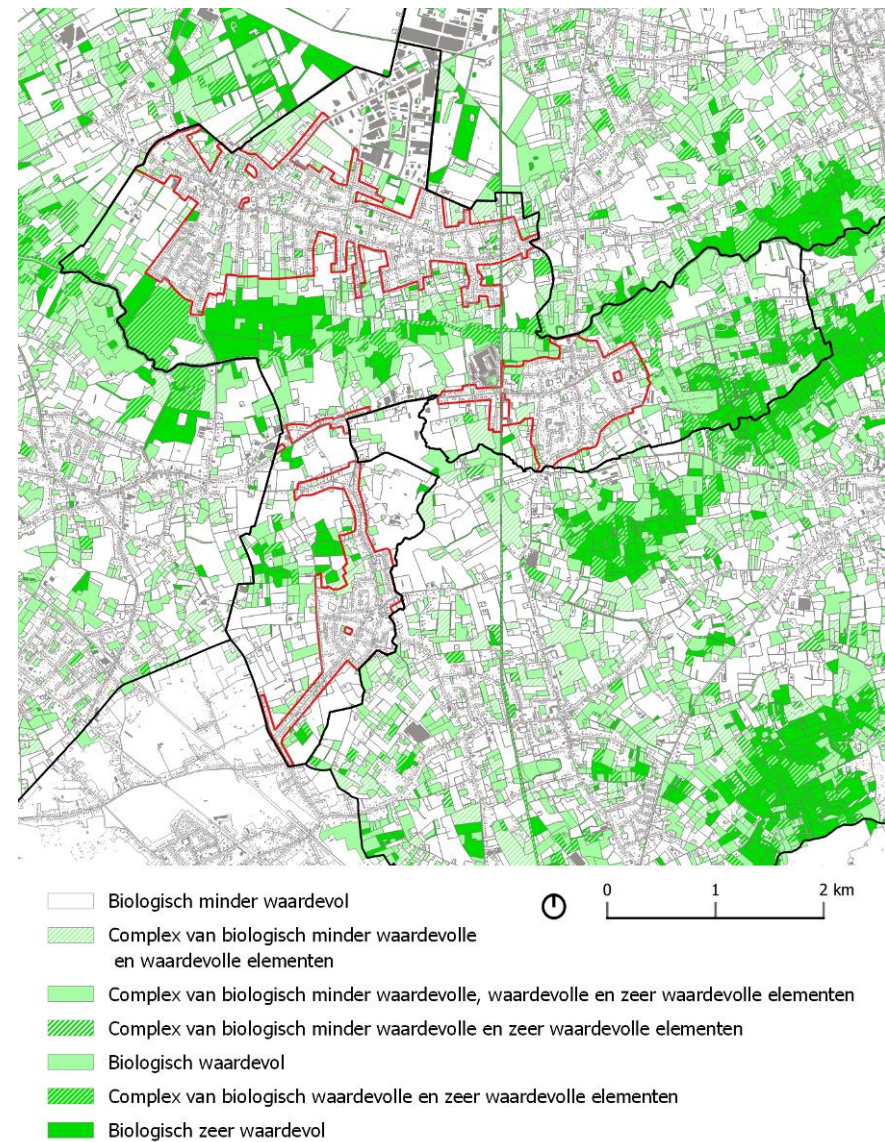 Biologisch minder waardevol
0 1 2 km
Complex van biologisch minder waardevolle
en waardevolle elementen
Complex van biologisch minder waardevolle, waardevolle en zeer waardevolle elementen
Complex van biologisch minder waardevolle en zeer waardevolle elementen
Biologisch waardevol
Complex van biologisch waardevolle en zeer waardevolle elementen
Biologisch zeer waardevol